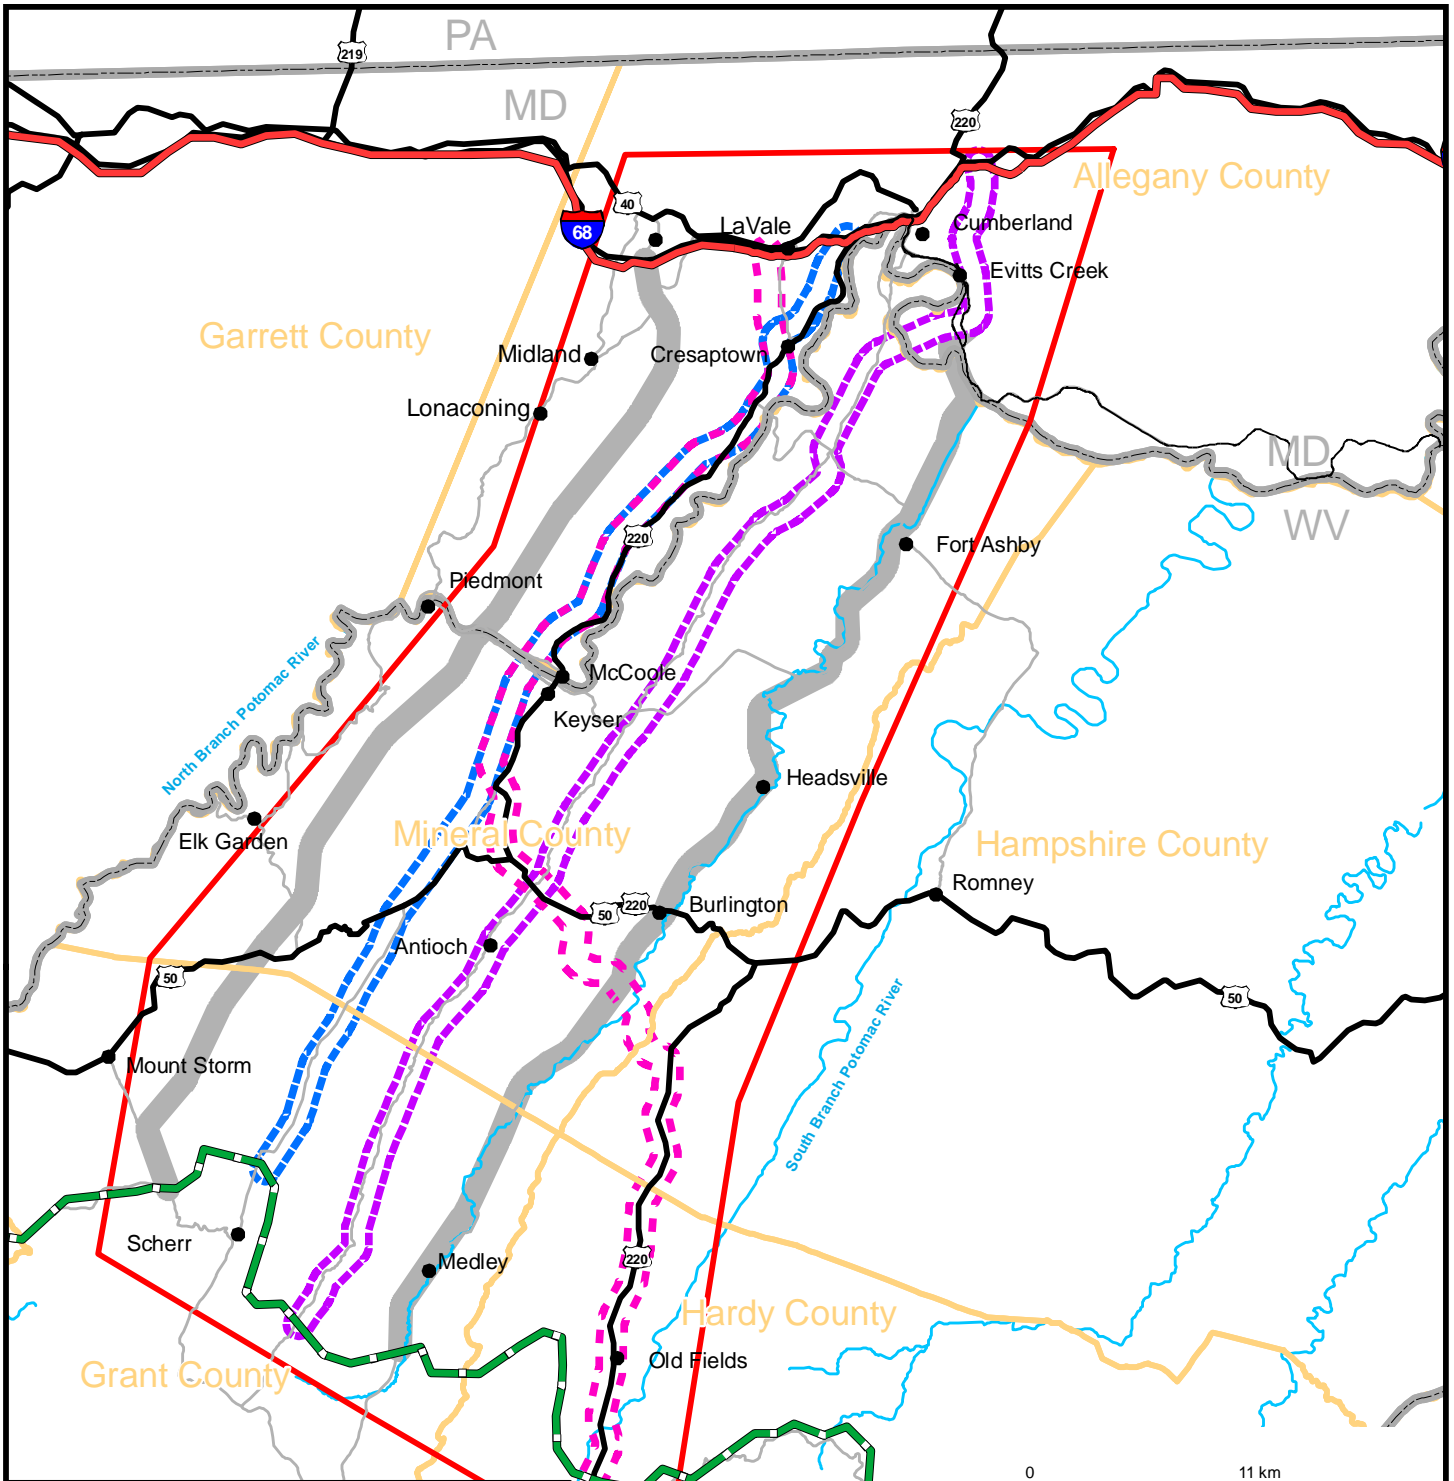 PA
219
MD
220
Allegany County
40
LaVale
Cumberland
68
Evitts Creek
Garrett County
Midland
Cresaptown
Lonaconing
MD
WV
220
Fort Ashby
Piedmont
North Branch Potomac River
McCoole
Keyser
Headsville
Elk Garden
Mineral County
Hampshire County
Romney
50
220
Burlington
Antioch
50
50
Mount Storm
South Branch Potomac River
Scherr
Medley
220
Hardy County
Old Fields
Grant County
0
11 km